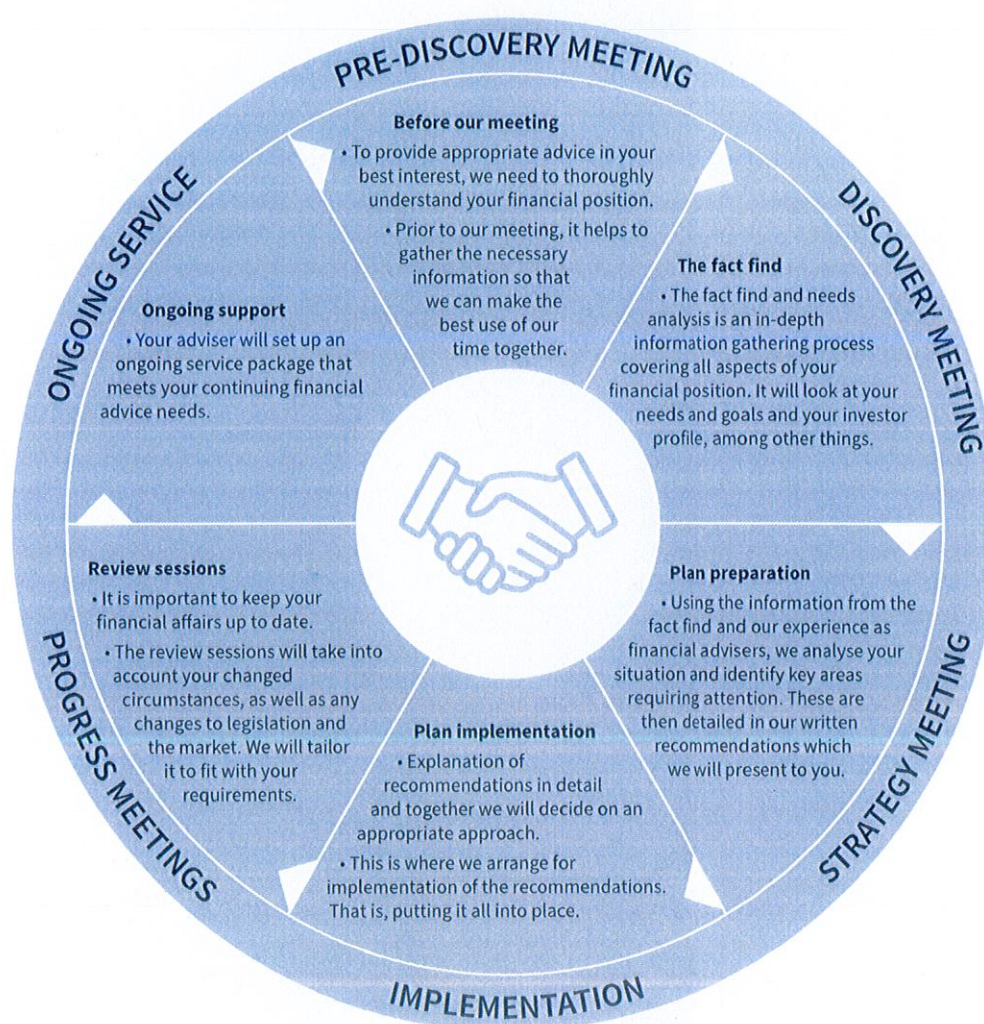 PRE-DISCOVERY MEETING
Before our meeting
• To provide appropriate advice in your
best interest, we need to thoroughly
understand your financial position.
• Prior to our meeting, it helps to
gather the necessary
information so that
we can make the
best use of our
time together.
DISCOVERY MEETING
The fact find
• The fact find and needs
analysis is an in-depth
information gathering process
covering all aspects of your
financial position. It will look at your
needs and goals and your investor
profile, among other things.
STRATEGY MEETING
Plan preparation
• Using the information from the
fact find and our experience as
financial advisers, we analyse your
situation and identify key areas
requiring attention. These are
then detailed in our written
recommendations which
we will present to you.
IMPLEMENTATION
Plan implementation
• Explanation of
recommendations in detail
and together we will decide on an
appropriate approach.
• This is where we arrange for
implementation of the recommendations.
That is, putting it all into place.
PROGRESS MEETINGS
Review sessions
• It is important to keep your
financial affairs up to date.
• The review sessions will take into
account your changed
circumstances, as well as any
changes to legislation and
the market. We will tailor
it to fit with your
requirements.
ONGOING SERVICE
Ongoing support
• Your adviser will set up an
ongoing service package that
meets your continuing financial
advice needs.